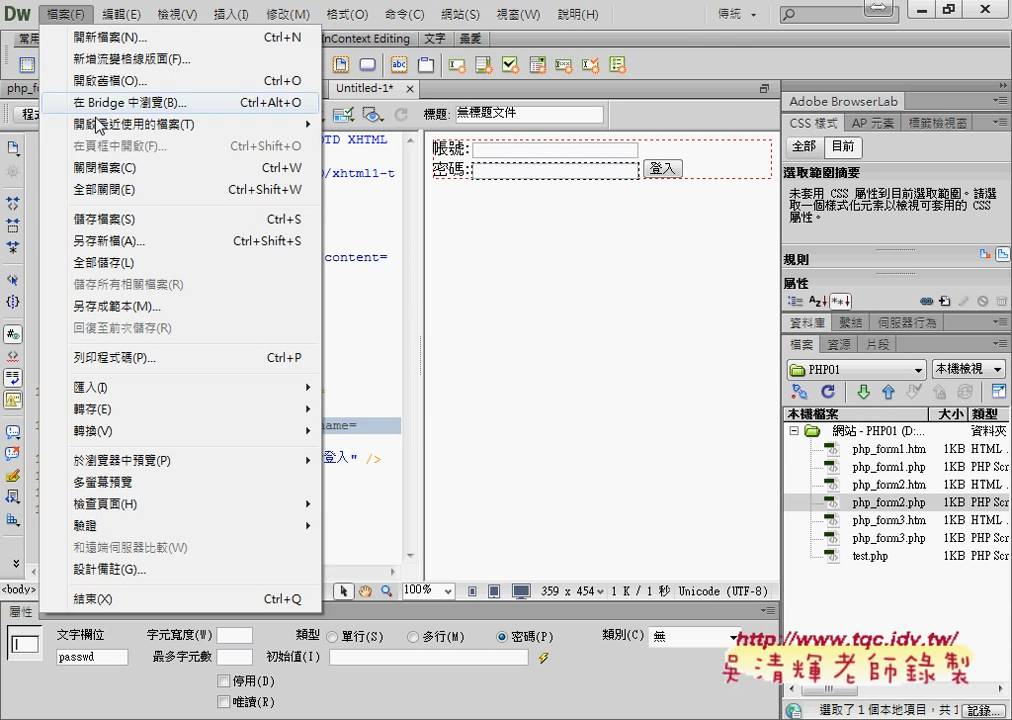 Dw 檔案(F) 編輯(E) 檢視(V) 插入(I) 修改(M) 格式(O) 命令(C) 網站(S) 視窗(W) 說明(H) 傳統
常用 InContext Editing 文字 最愛
開新檔案(N)... Ctrl+N
新增流變格線版面(F)...
開啟舊檔(O)... Ctrl+O
在 Bridge 中瀏覽(B)... Ctrl+Alt+O
開啟最近使用的檔案(T)
在頁框中開啟(F)... Ctrl+Shift+O
關閉檔案(C) Ctrl+W
全部關閉(E) Ctrl+Shift+W
儲存檔案(S) Ctrl+S
另存新檔(A)... Ctrl+Shift+S
全部儲存(L)
儲存所有相關檔案(R)
另存成範本(M)...
回復至前次儲存(R)
列印程式碼(P)... Ctrl+P
匯入(I)
轉存(E)
轉換(V)
於瀏覽器中預覽(P)
多螢幕預覽
檢查頁面(H)
驗證
和遠端伺服器比較(W)
設計備註(G)...
結束(X) Ctrl+Q
php_fo
Untitled-1*
程式
標題: 無標題文件
DTD XHTML
/xhtml1-t
content=
name=
登入" />
帳號:
密碼: 登入
<body>
100% 359 x 454 1 K / 1 秒 Unicode (UTF-8)
Adobe BrowserLab
CSS 樣式 AP 元素 標籤檢視窗
全部 目前
選取範圍摘要
未套用 CSS 屬性到目前選取範圍。請選
取一個樣式化元素以檢視可套用的 CSS
屬性。
規則
屬性
資料庫 繫結 伺服器行為
檔案 資源 片段
PHP01 本機檢視
本機檔案 大小 類型
網站 - PHP01 (D:... 資料夾
php_form1.htm 1KB HTML
php_form1.php 1KB PHP Scr
php_form2.htm 1KB HTML
php_form2.php 1KB PHP Scr
php_form3.htm 1KB HTML
php_form3.php 1KB PHP Scr
test.php 1KB PHP Scr
選取了 1 個本地項目，共 1 記錄...
屬性
文字欄位 字元寬度(W) 類型 單行(S) 多行(M) 密碼(P) 類別(C) 無
passwd 最多字元數 初始值(I)
停用(D)
唯讀(R)
http://www.tqc.idv.tw/
吳清輝老師錄製